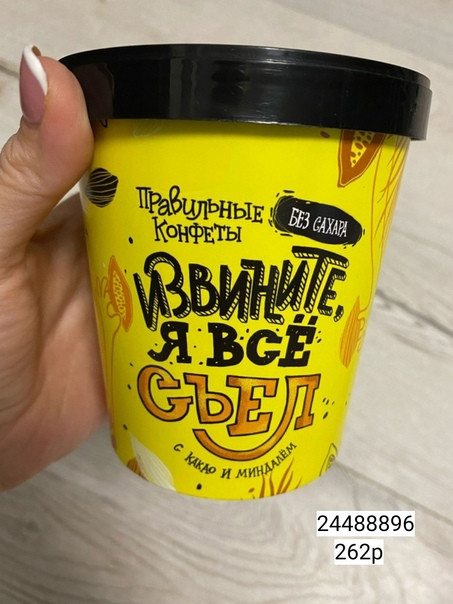 Правильные
Конфеты
БЕЗ САХАРА
ИЗВИНИТЕ,
Я ВСЁ
СЪЕЛ
С КАКАО И МИНДАЛЁМ
24488896
262р